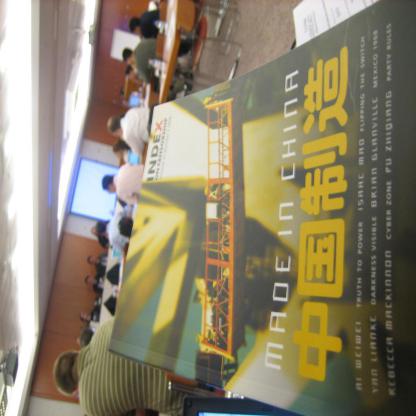 INDEX
MADE IN CHINA
中国制造
AI WEIWEI TRUTH TO POWER ISAAC MAO FLIPPING THE SWITCH
YAN LIANKE DARKNESS VISIBLE BRIAN GLANVILLE MEXICO 1968
REBECCA MACKINNON CYBER ZONE PU ZHIQIANG PARTY RULES